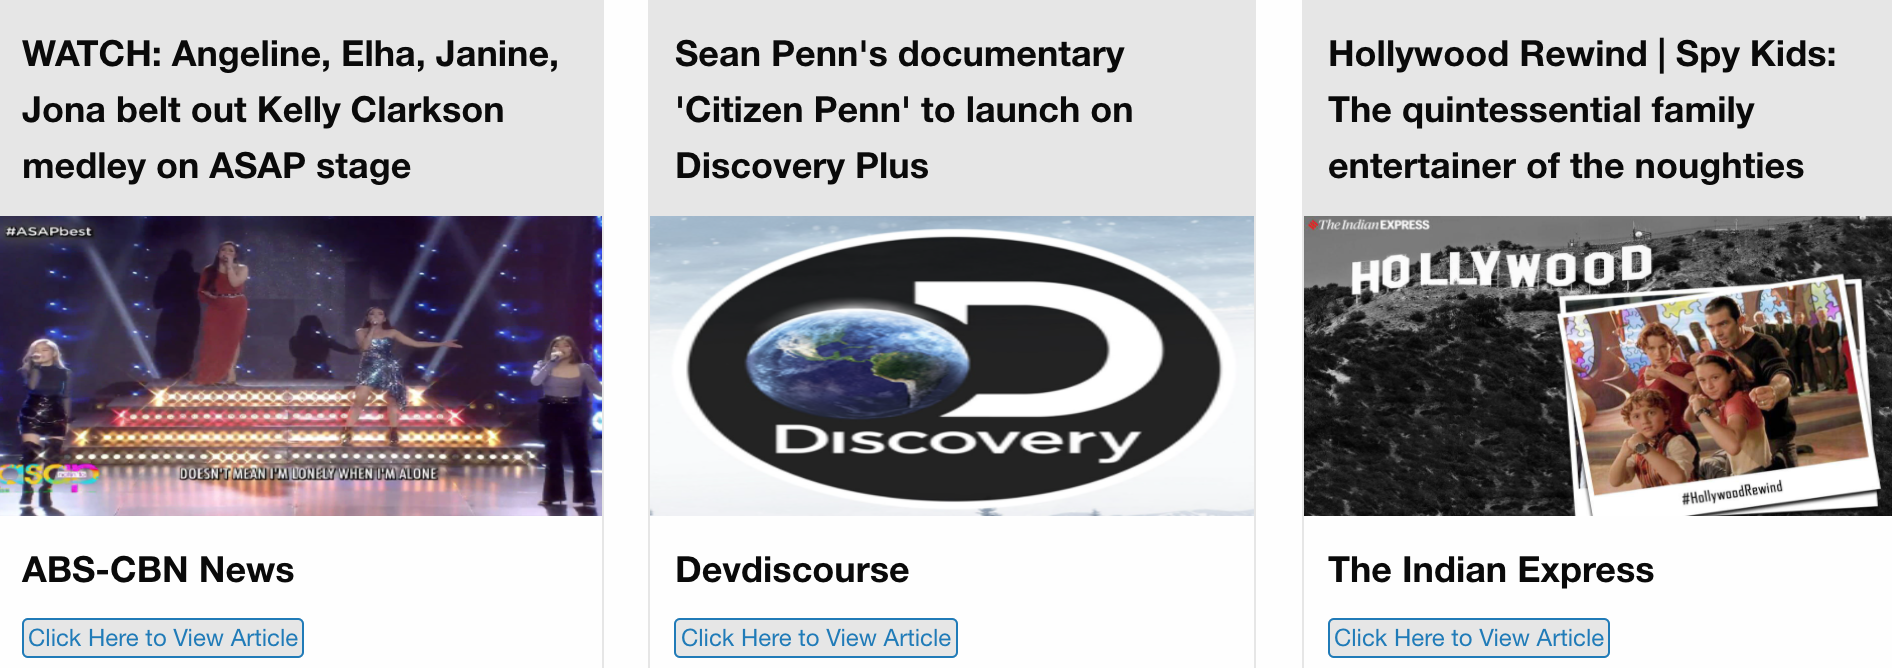 WATCH: Angeline, Elha, Janine,
Jona belt out Kelly Clarkson
medley on ASAP stage
#ASAPbest
asap
DOESN'T MEAN I'M LONELY WHEN I'M ALONE
ABS-CBN News
Click Here to View Article
Sean Penn's documentary
'Citizen Penn' to launch on
Discovery Plus
Discovery
Devdiscourse
Click Here to View Article
Hollywood Rewind | Spy Kids:
The quintessential family
entertainer of the noughties
The Indian EXPRESS
HOLLYWOOD
#HollywoodRewind
The Indian Express
Click Here to View Article